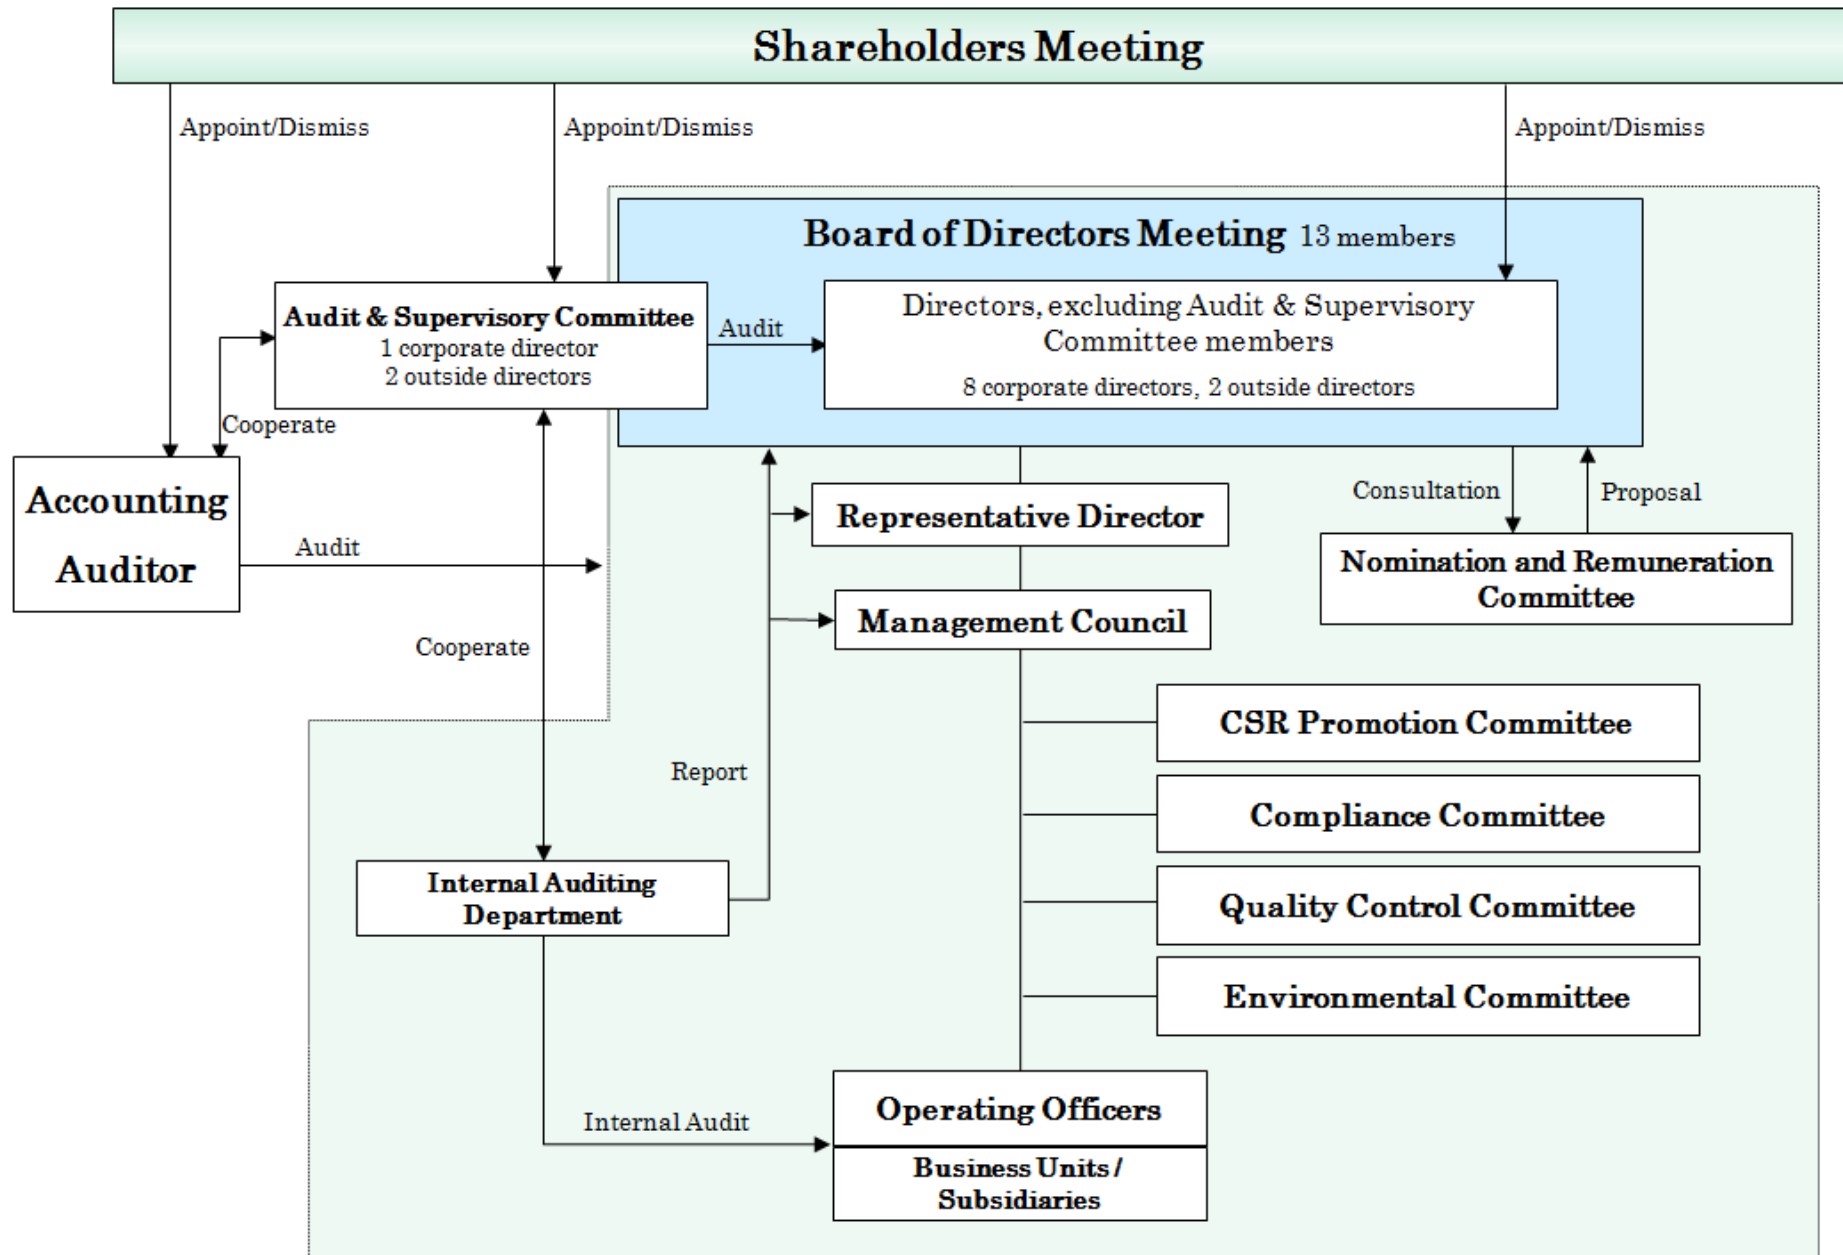 Shareholders Meeting
Appoint/Dismiss
Appoint/Dismiss
Appoint/Dismiss
Board of Directors Meeting 13 members
Audit & Supervisory Committee
1 corporate director
2 outside directors
Audit
Directors, excluding Audit & Supervisory
Committee members
8 corporate directors, 2 outside directors
Cooperate
Accounting
Auditor
Audit
Representative Director
Consultation
Proposal
Nomination and Remuneration
Committee
Management Council
Cooperate
CSR Promotion Committee
Report
Compliance Committee
Internal Auditing
Department
Quality Control Committee
Environmental Committee
Internal Audit
Operating Officers
Business Units /
Subsidiaries